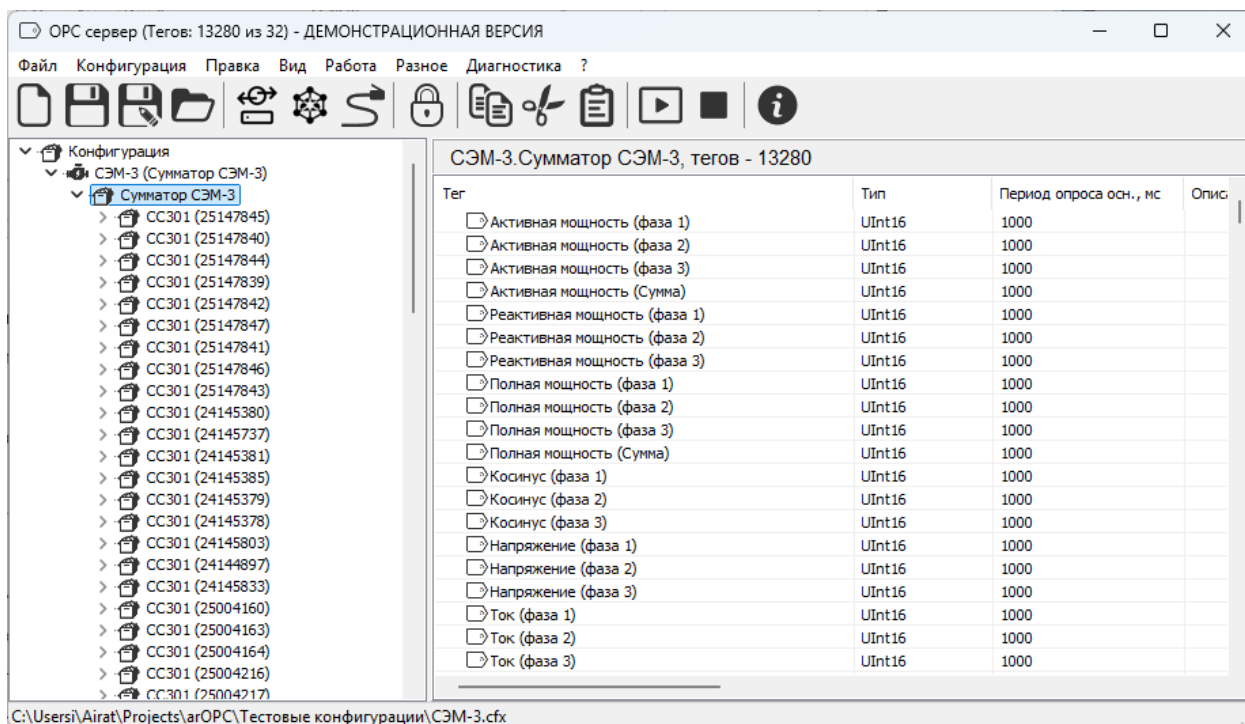 ОРС сервер (Тегов: 13280 из 32) - ДЕМОНСТРАЦИОННАЯ ВЕРСИЯ
Файл Конфигурация Правка Вид Работа Разное Диагностика ?
Конфигурация
СЭМ-3 (Сумматор СЭМ-3)
Сумматор СЭМ-3
СС301 (25147845)
СС301 (25147840)
СС301 (25147844)
СС301 (25147839)
СС301 (25147842)
СС301 (25147847)
СС301 (25147841)
СС301 (25147846)
СС301 (25147843)
СС301 (24145380)
СС301 (24145737)
СС301 (24145381)
СС301 (24145385)
СС301 (24145379)
СС301 (24145378)
СС301 (24145803)
СС301 (24144897)
СС301 (24145833)
СС301 (25004160)
СС301 (25004163)
СС301 (25004164)
СС301 (25004216)
СС301 (25004217)
СЭМ-3.Сумматор СЭМ-3, тегов - 13280
Тег Тип Период опроса осн., мс Описа
Активная мощность (фаза 1) UInt16 1000
Активная мощность (фаза 2) UInt16 1000
Активная мощность (фаза 3) UInt16 1000
Активная мощность (Сумма) UInt16 1000
Реактивная мощность (фаза 1) UInt16 1000
Реактивная мощность (фаза 2) UInt16 1000
Реактивная мощность (фаза 3) UInt16 1000
Полная мощность (фаза 1) UInt16 1000
Полная мощность (фаза 2) UInt16 1000
Полная мощность (фаза 3) UInt16 1000
Полная мощность (Сумма) UInt16 1000
Косинус (фаза 1) UInt16 1000
Косинус (фаза 2) UInt16 1000
Косинус (фаза 3) UInt16 1000
Напряжение (фаза 1) UInt16 1000
Напряжение (фаза 2) UInt16 1000
Напряжение (фаза 3) UInt16 1000
Ток (фаза 1) UInt16 1000
Ток (фаза 2) UInt16 1000
Ток (фаза 3) UInt16 1000
C:\Usersi\Airat\Projects\arOPC\Тестовые конфигурации\СЭМ-3.cfx